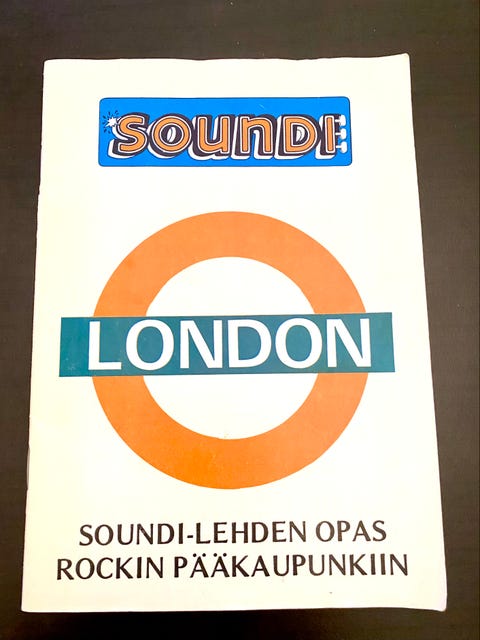 SOUNDI
LONDON
SOUNDI-LEHDEN OPAS
ROCKIN PÄÄKAUPUNKIIN